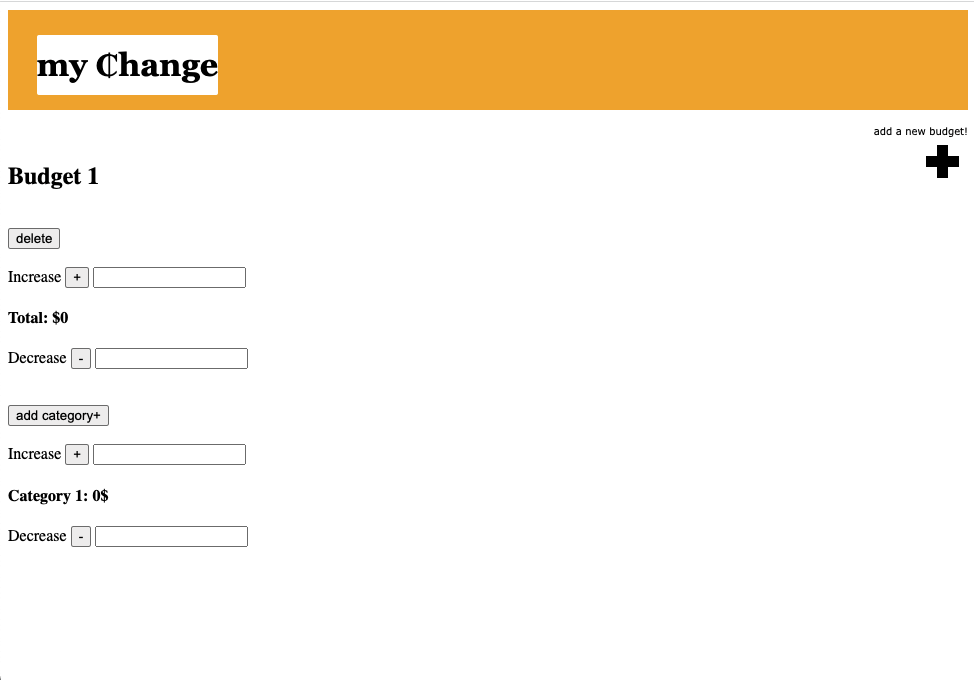 my ₵hange
add a new budget!
Budget 1
delete
Increase +
Total: $0
Decrease -
add category+
Increase +
Category 1: 0$
Decrease -